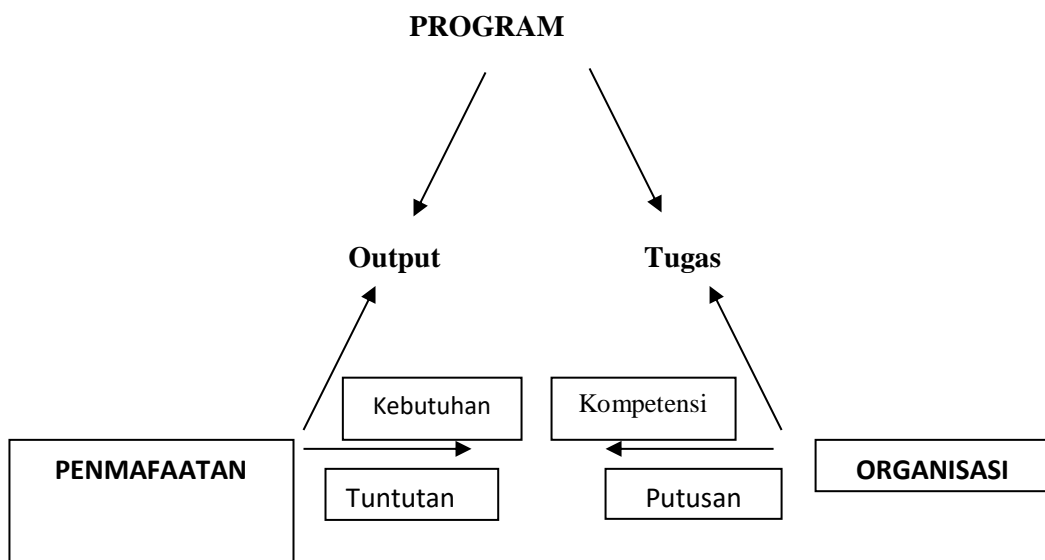 PROGRAM
Output Tugas
Kebutuhan Kompetensi
PENMAFAATAN ORGANISASI
Tuntutan Putusan